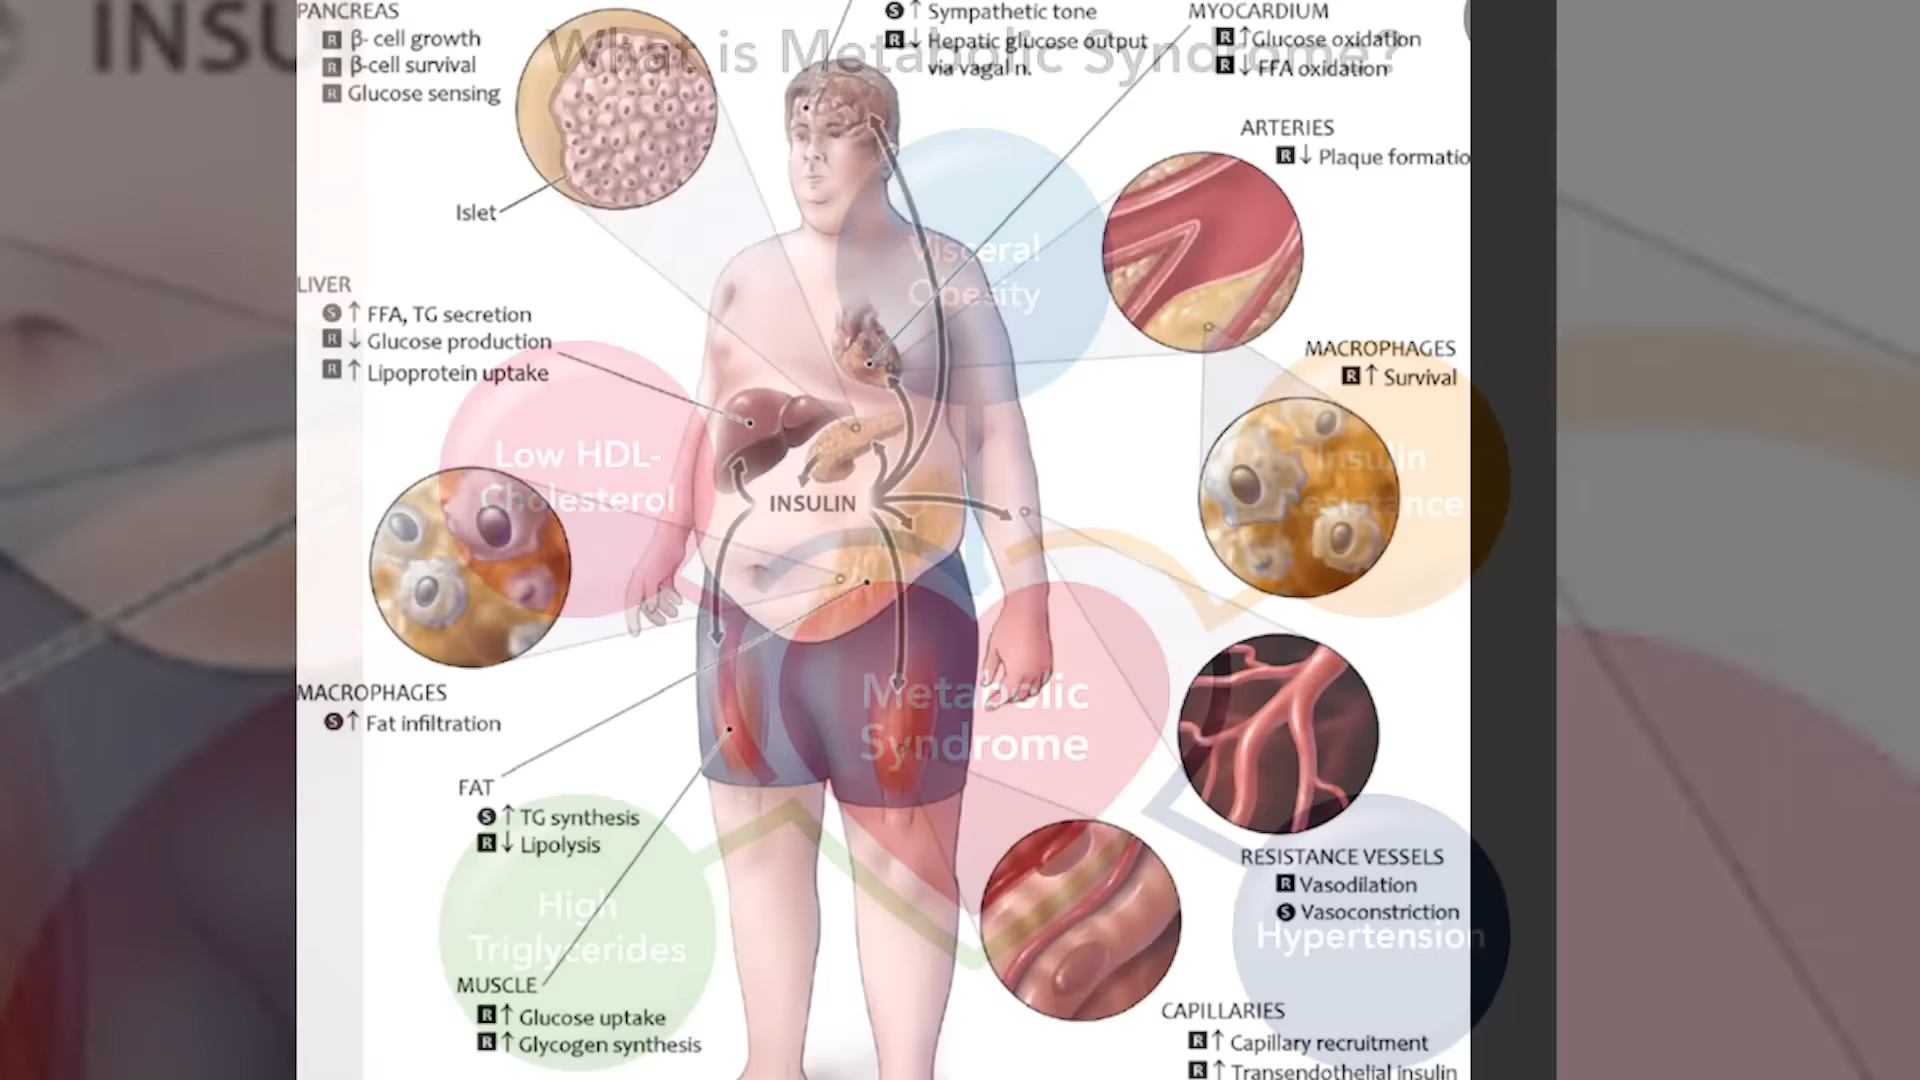 INSU
What is Metabolic Syndrome?
PANCREAS
R β- cell growth
R β-cell survival
R Glucose sensing
Islet
S ↑ Sympathetic tone
R ↓ Hepatic glucose output
via vagal n.
MYOCARDIUM
R ↑ Glucose oxidation
R ↓ FFA oxidation
ARTERIES
R ↓ Plaque formatio
Visceral
Obesity
LIVER
S ↑ FFA, TG secretion
R ↓ Glucose production
R ↑ Lipoprotein uptake
MACROPHAGES
R ↑ Survival
Low HDL-
Cholesterol
Insulin
Resistance
INSULIN
MACROPHAGES
S ↑ Fat infiltration
Metabolic
Syndrome
FAT
S ↑ TG synthesis
R ↓ Lipolysis
RESISTANCE VESSELS
R Vasodilation
S Vasoconstriction
High
Triglycerides
Hypertension
MUSCLE
R ↑ Glucose uptake
R ↑ Glycogen synthesis
CAPILLARIES
R ↑ Capillary recruitment
R ↑ Transendothelial insulin